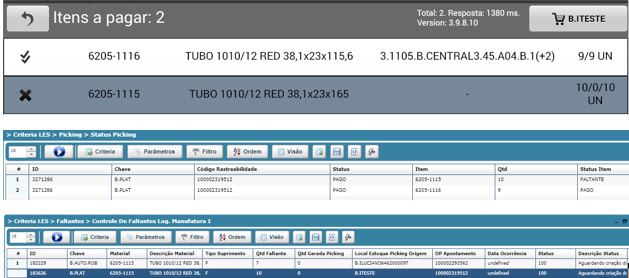 Itens a pagar: 2
Total: 2. Resposta: 1380 ms.
Version: 3.9.8.10
B.ITESTE
6205-1116 TUBO 1010/12 RED 38,1x23x115,6 3.1105.B.CENTRAL3.45.A04.B.1(+2) 9/9 UN
6205-1115 TUBO 1010/12 RED 38,1x23x165 - 10/0/10 UN
> Criteria LES > Picking > Status Picking
Criteria Parâmetros Filtro Ordem Visão
# ID Chave Código Rastreabilidade Status Item Qtd Status Item
1 3271286 B.PLAT 100002319512 PAGO 6205-1115 10 FALTANTE
2 3271286 B.PLAT 100002319512 PAGO 6205-1116 9 PAGO
> Criteria LES > Faltantes > Controle De Faltantes Log. Manufatura I
Criteria Parâmetros Filtro Ordem Visão
# ID Chave Material Descrição Material Tipo Suprimento Qtd Faltante Qtd Gerada Picking Local Estoque Picking Origem OP Apontamento Data Ocorrência Status Descrição Status
1 182229 B.AUTO.ROB 6205-1115 TUBO 1010/12 RED 38, F 7 0 B.ILUCIANO6462000097 100002293562 undefined 100 Aguardando criação d
2 183636 B.PLAT 6205-1115 TUBO 1010/12 RED 38, F 10 0 B.ITESTE 100002319512 undefined 100 Aguardando criação d